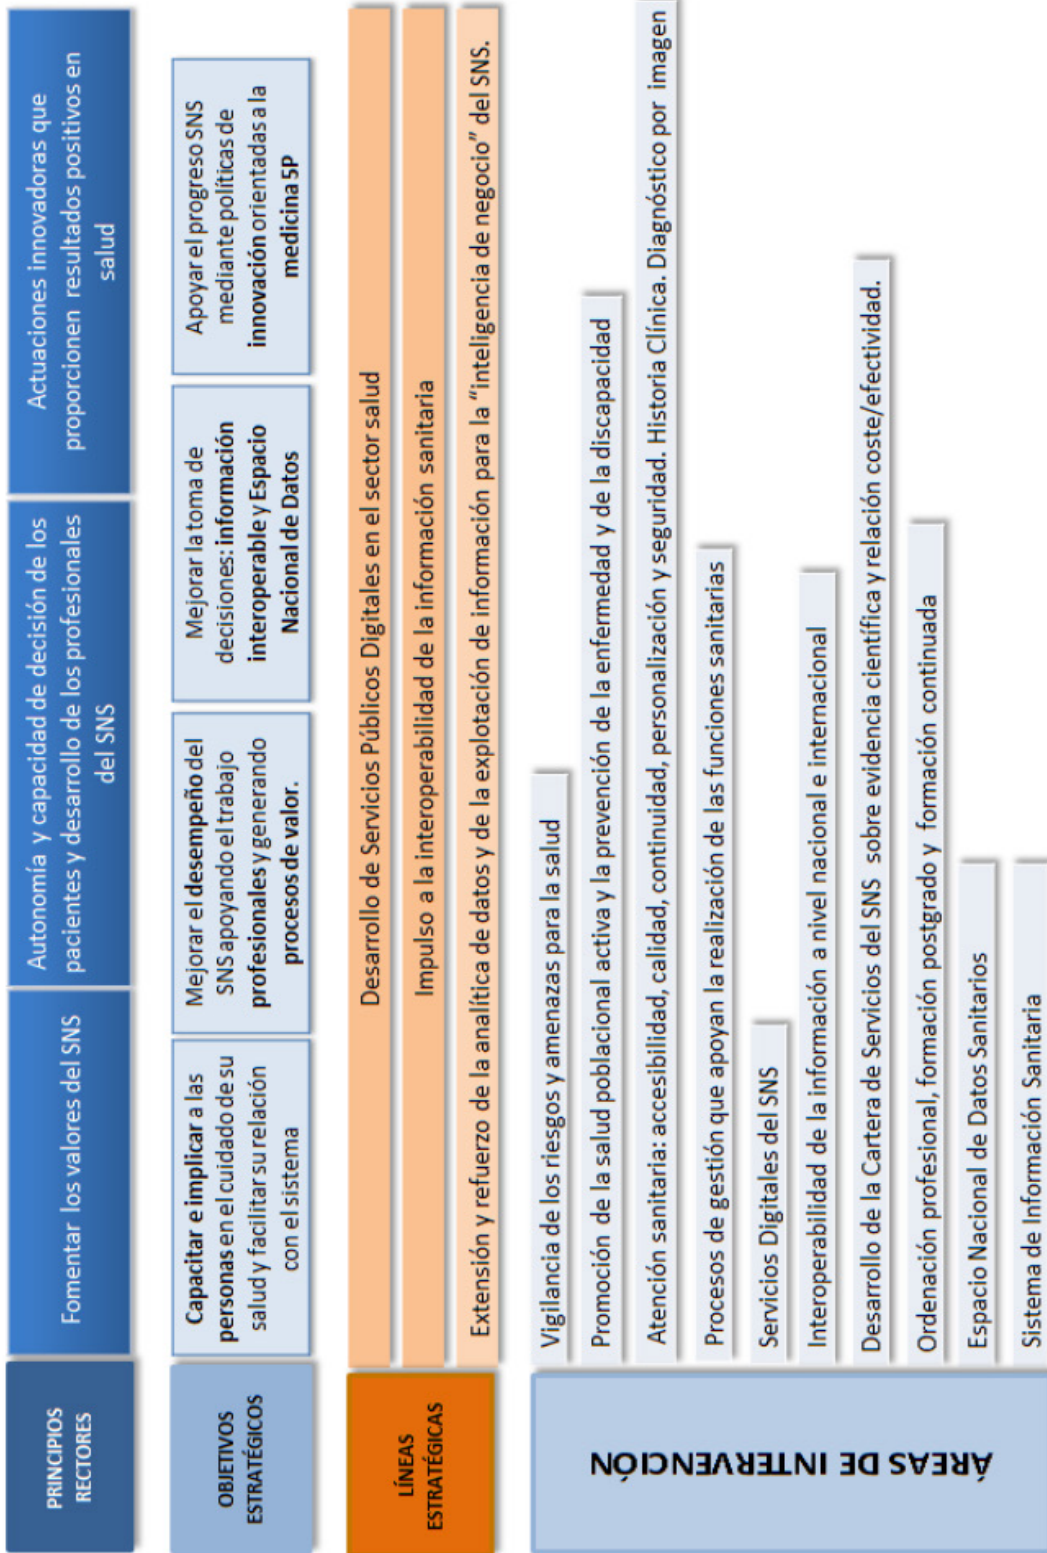 PRINCIPIOS
RECTORES
Fomentar los valores del SNS
Autonomía y capacidad de decisión de los
pacientes y desarrollo de los profesionales
del SNS
Actuaciones innovadoras que
proporcionen resultados positivos en
salud
OBJETIVOS
ESTRATÉGICOS
Capacitar e implicar a las
personas en el cuidado de su
salud y facilitar su relación
con el sistema
Mejorar el desempeño del
SNS apoyando el trabajo
profesionales y generando
procesos de valor.
Mejorar la toma de
decisiones: información
interoperable y Espacio
Nacional de Datos
Apoyar el progreso SNS
mediante políticas de
innovación orientadas a la
medicina 5P
LÍNEAS
ESTRATÉGICAS
Desarrollo de Servicios Públicos Digitales en el sector salud
Impulso a la interoperabilidad de la información sanitaria
Extensión y refuerzo de la analítica de datos y de la explotación de información para la "inteligencia de negocio" del SNS.
ÁREAS DE INTERVENCIÓN
Vigilancia de los riesgos y amenazas para la salud
Promoción de la salud poblacional activa y la prevención de la enfermedad y de la discapacidad
Atención sanitaria: accesibilidad, calidad, continuidad, personalización y seguridad. Historia Clínica. Diagnóstico por imagen
Procesos de gestión que apoyan la realización de las funciones sanitarias
Servicios Digitales del SNS
Interoperabilidad de la información a nivel nacional e internacional
Desarrollo de la Cartera de Servicios del SNS sobre evidencia científica y relación coste/efectividad.
Ordenación profesional, formación postgrado y formación continuada
Espacio Nacional de Datos Sanitarios
Sistema de Información Sanitaria